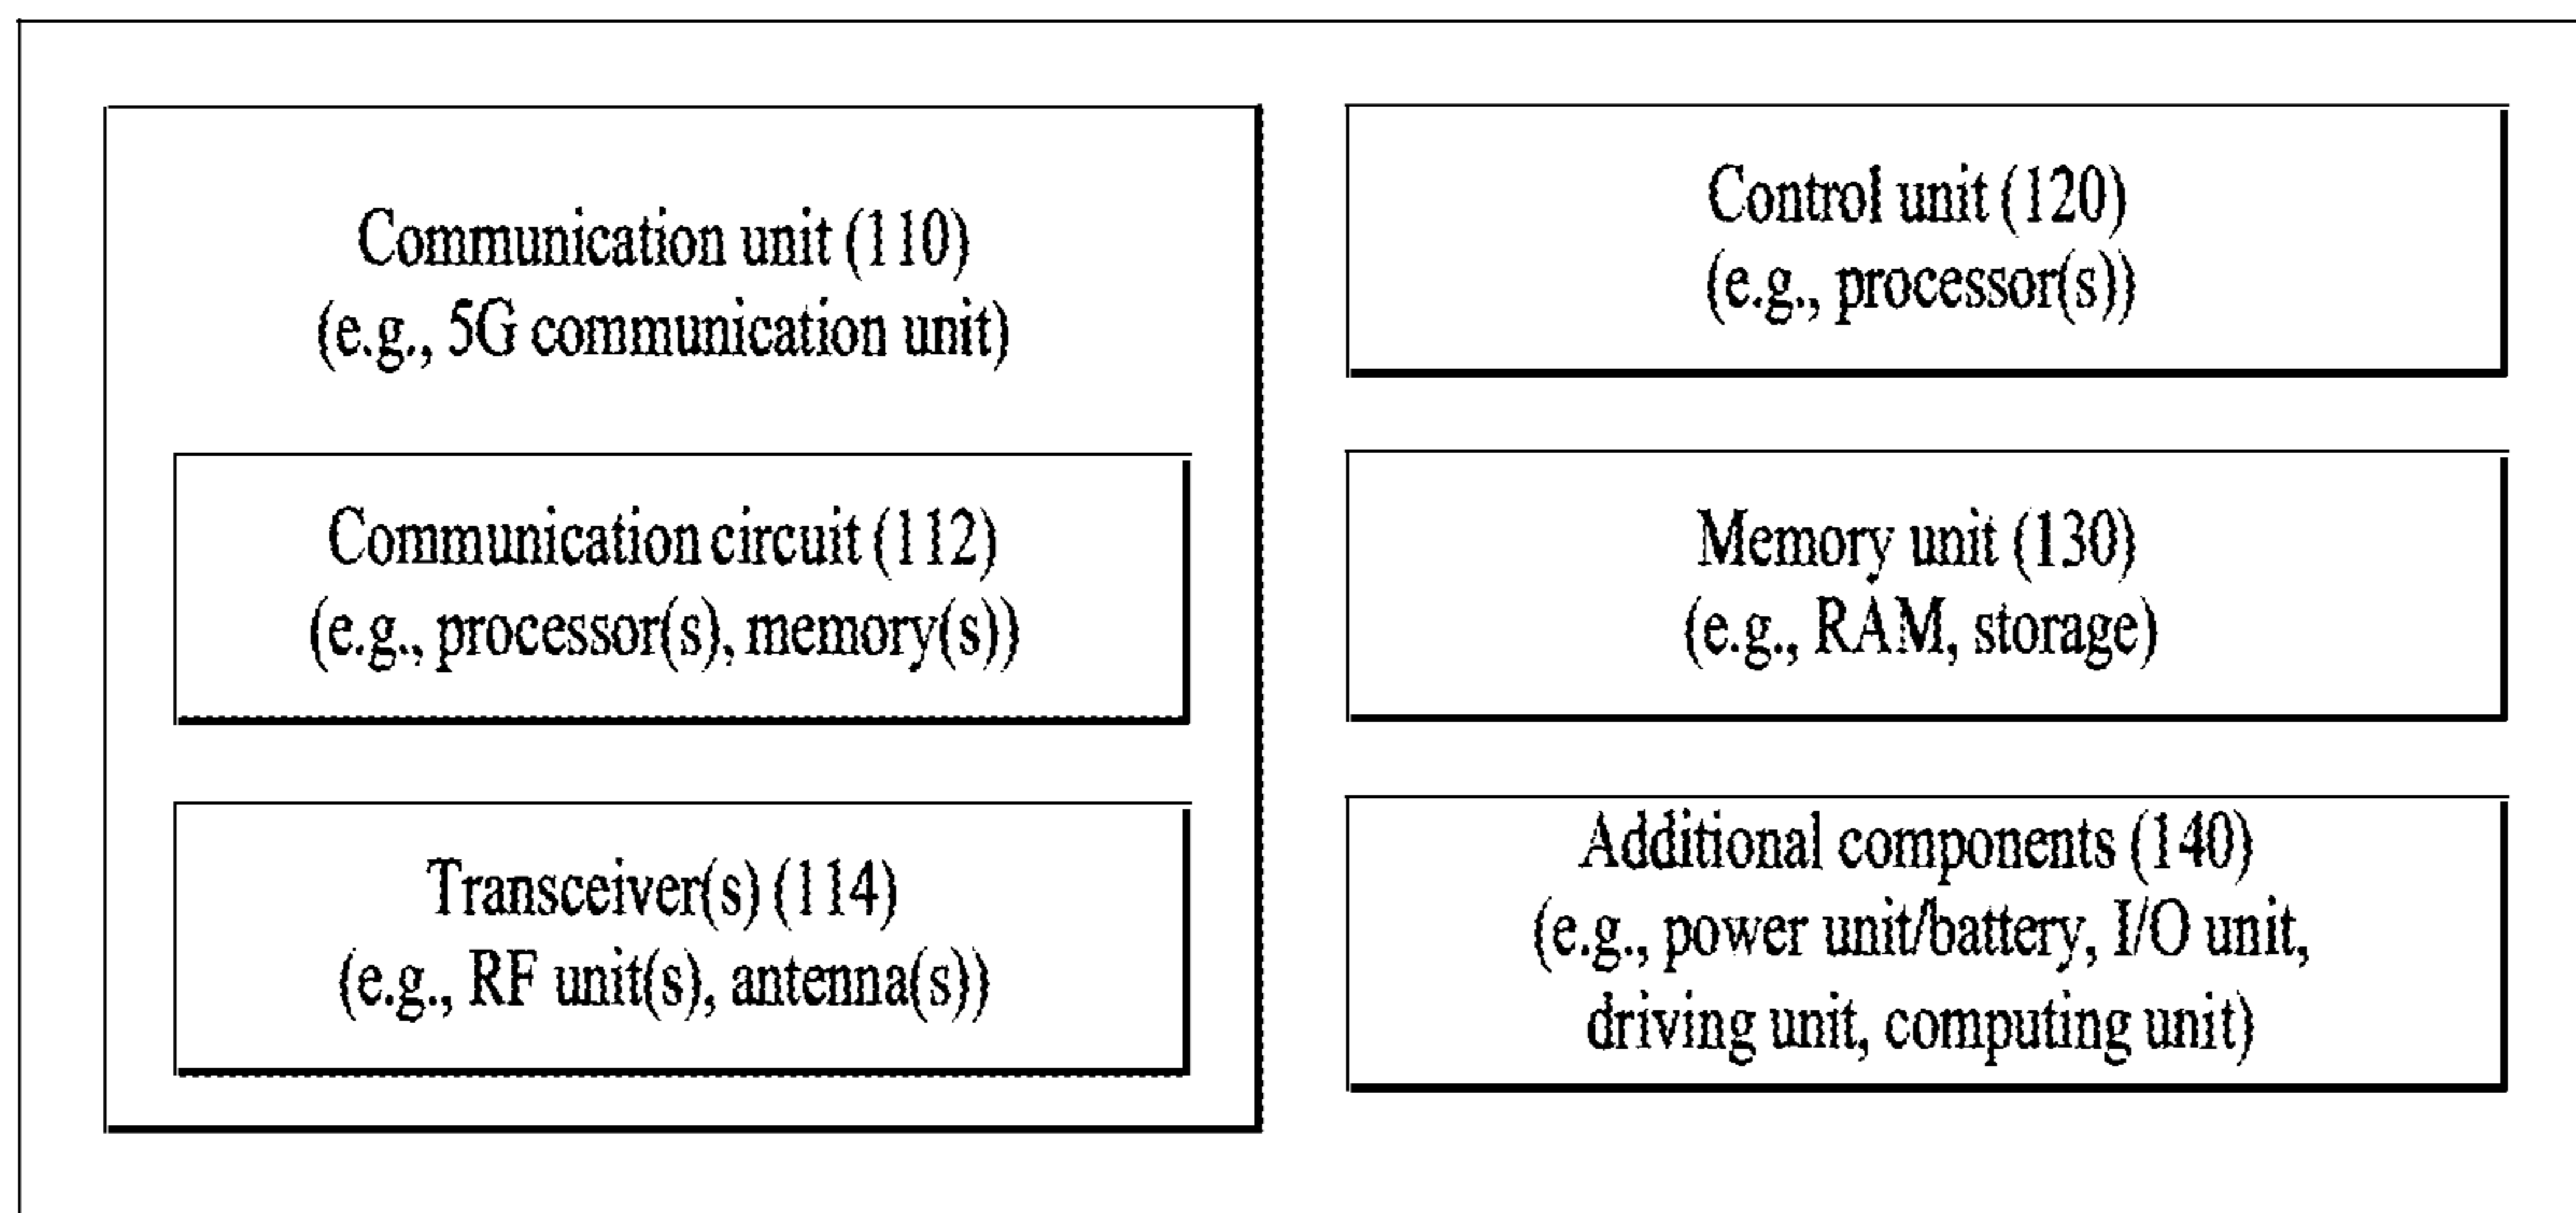 Communication unit (110)
(e.g., 5G communication unit)
Communication circuit (112)
(e.g., processor(s), memory(s))
Transceiver(s) (114)
(e.g., RF unit(s), antenna(s))
Control unit (120)
(e.g., processor(s))
Memory unit (130)
(e.g., RAM, storage)
Additional components (140)
(e.g., power unit/battery, I/O unit,
driving unit, computing unit)